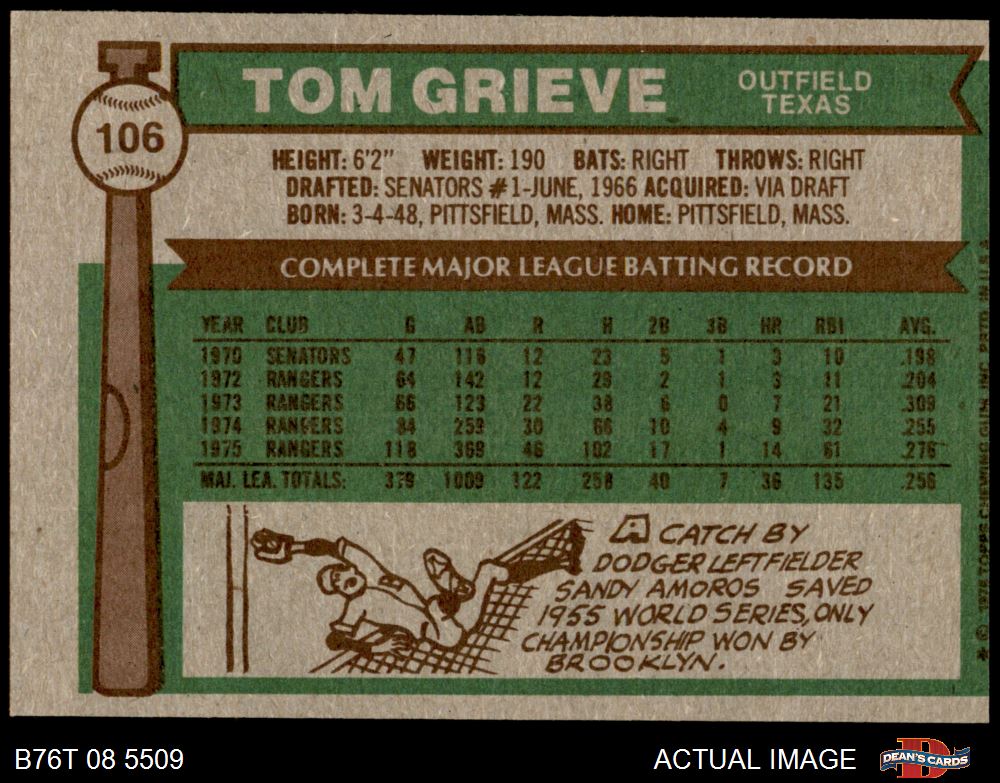 106
TOM GRIEVE
OUTFIELD
TEXAS
HEIGHT: 6'2" WEIGHT: 190 BATS: RIGHT THROWS: RIGHT
DRAFTED: SENATORS #1-JUNE, 1966 ACQUIRED: VIA DRAFT
BORN: 3-4-48, PITTSFIELD, MASS. HOME: PITTSFIELD, MASS.
COMPLETE MAJOR LEAGUE BATTING RECORD
YEAR CLUB G AB R H 2B 3B HR RBI AVG.
1970 SENATORS 47 116 12 23 5 1 3 10 .198
1972 RANGERS 64 142 12 29 2 1 3 11 .204
1973 RANGERS 66 123 22 38 6 0 7 21 .309
1974 RANGERS 84 259 30 66 10 4 9 32 .255
1975 RANGERS 118 369 46 102 17 1 14 61 .276
MAJ. LEA. TOTALS: 379 1009 122 258 40 7 36 135 .256
A CATCH BY
DODGER LEFTFIELDER
SANDY AMOROS SAVED
1955 WORLD SERIES, ONLY
CHAMPIONSHIP WON BY
BROOKLYN.
★ © 1976 TOPPS CHEWING GUM, INC. PRTD. IN U.S.A.
B76T 08 5509
ACTUAL IMAGE
DEAN'S CARDS